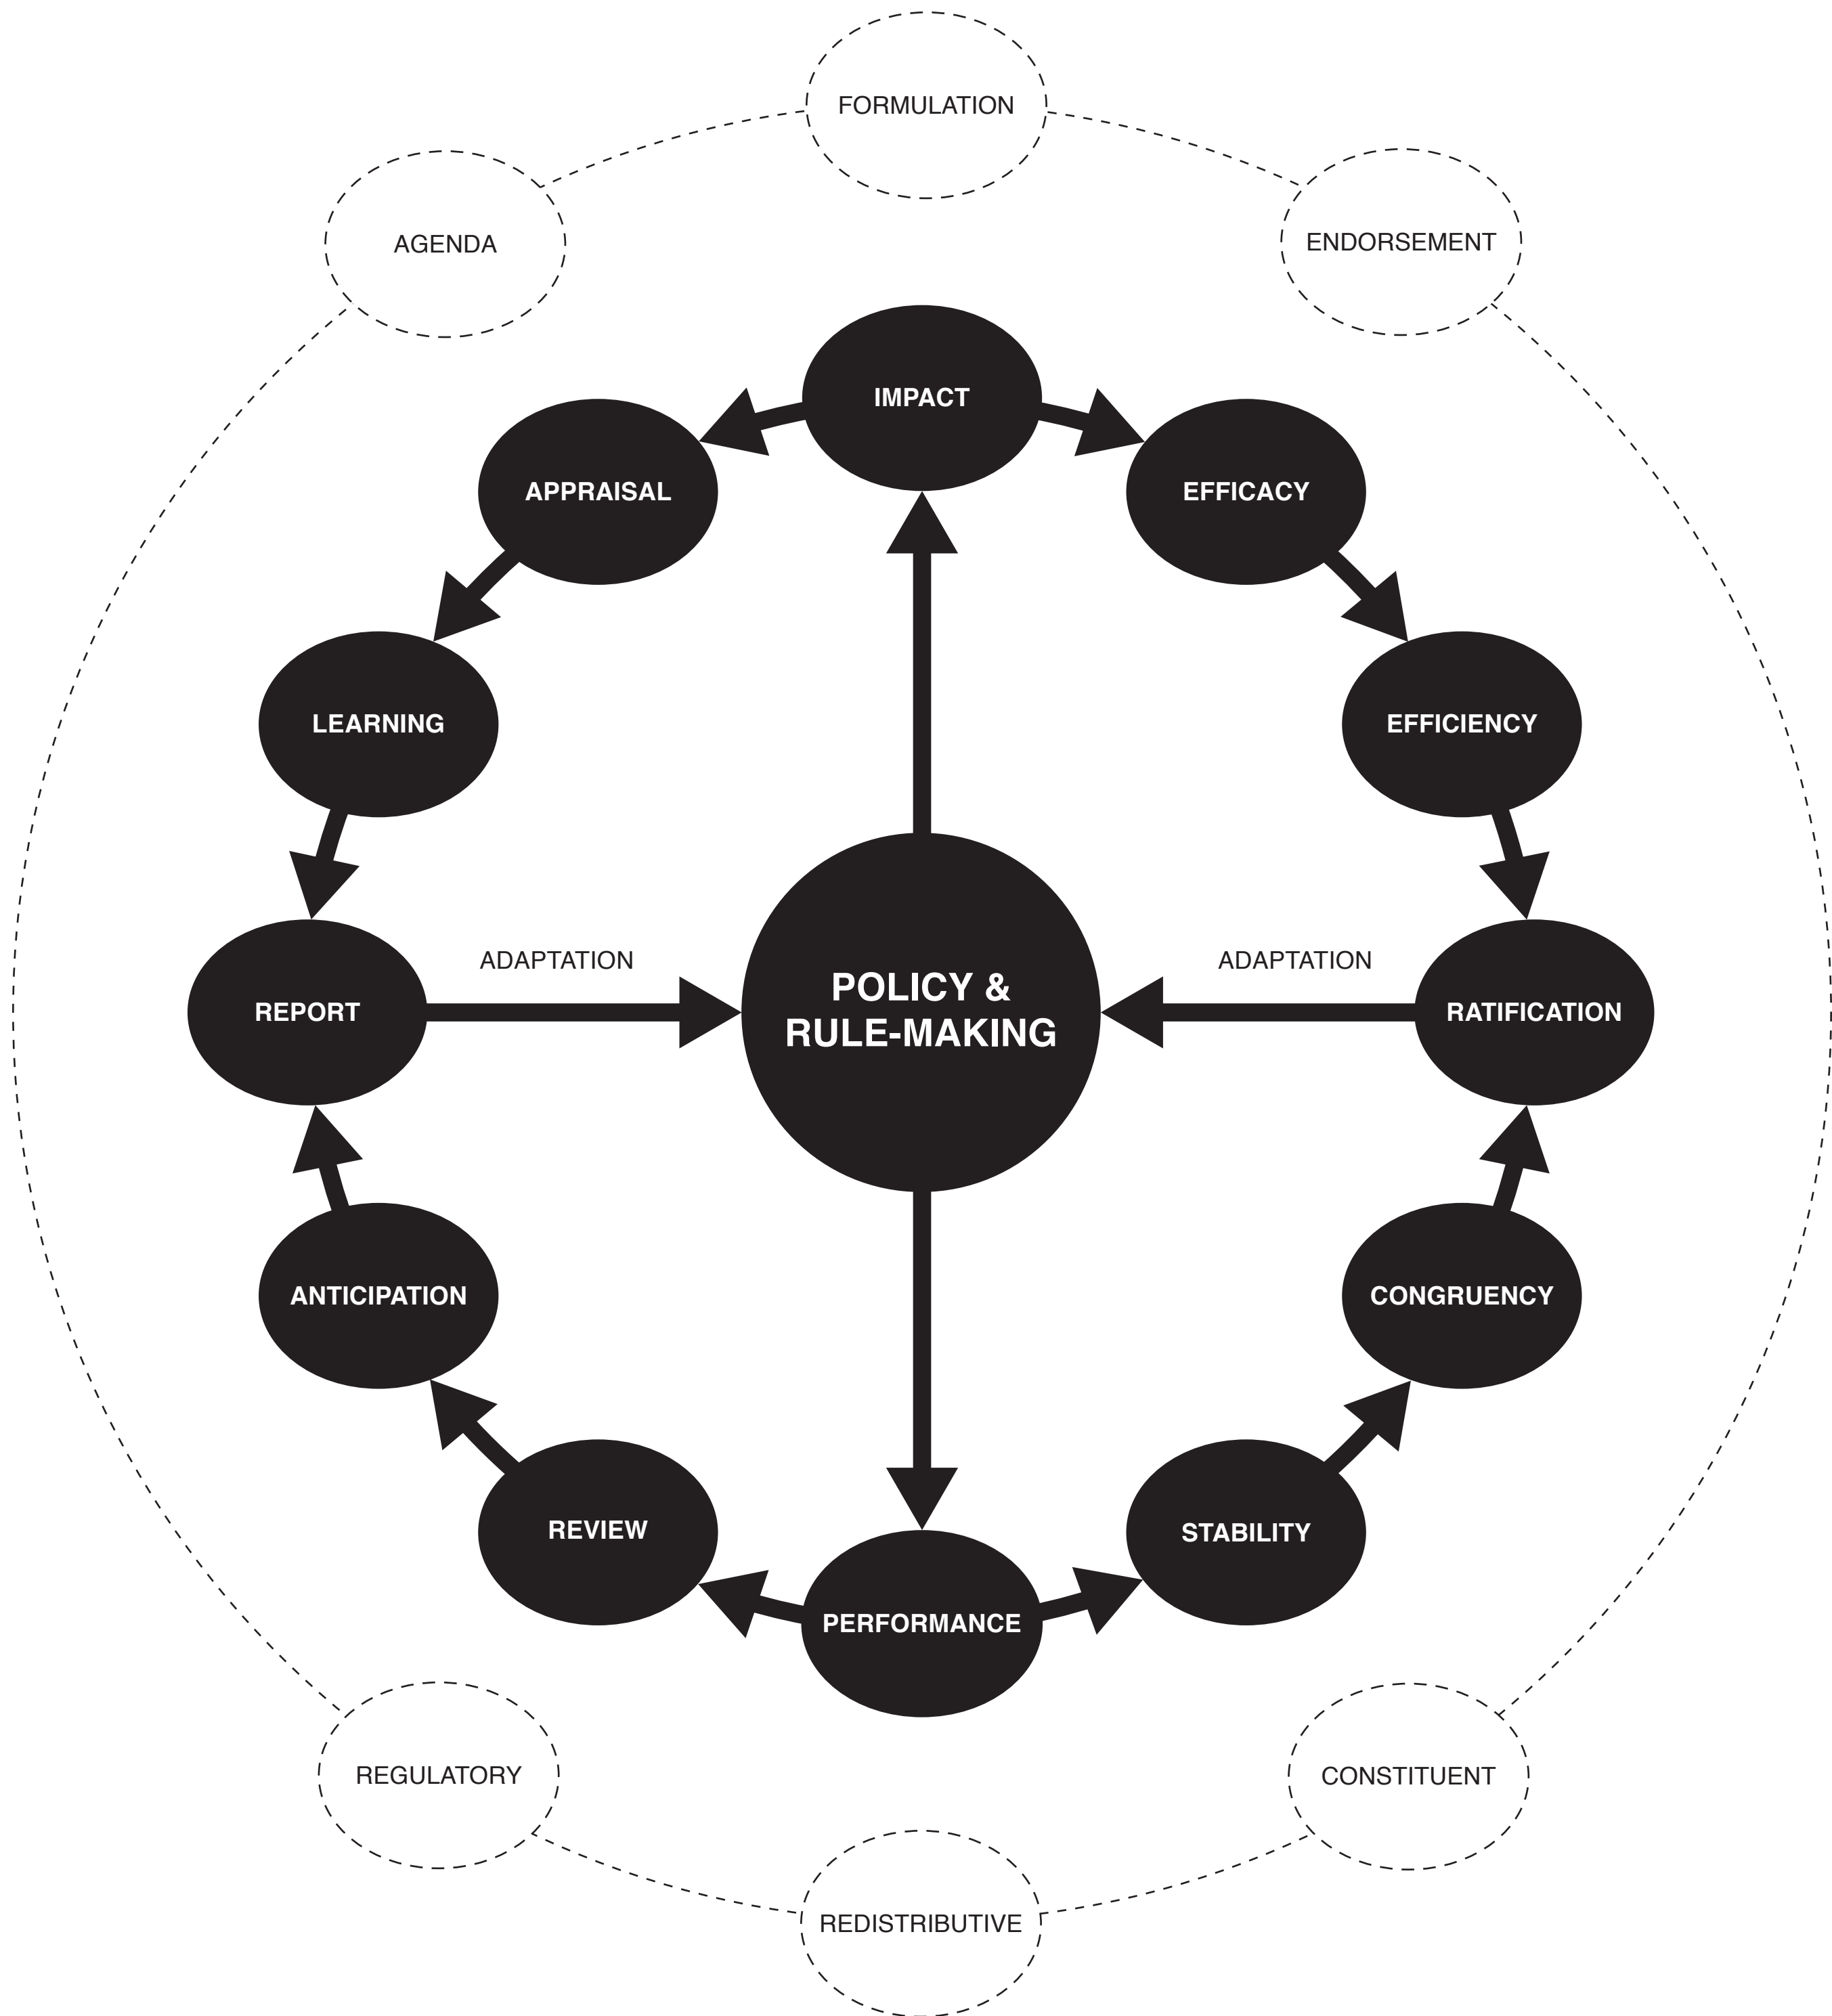 FORMULATION
AGENDA
ENDORSEMENT
IMPACT
APPRAISAL
EFFICACY
LEARNING
EFFICIENCY
ADAPTATION
ADAPTATION
REPORT
POLICY &
RULE-MAKING
RATIFICATION
ANTICIPATION
CONGRUENCY
REVIEW
STABILITY
PERFORMANCE
REGULATORY
CONSTITUENT
REDISTRIBUTIVE